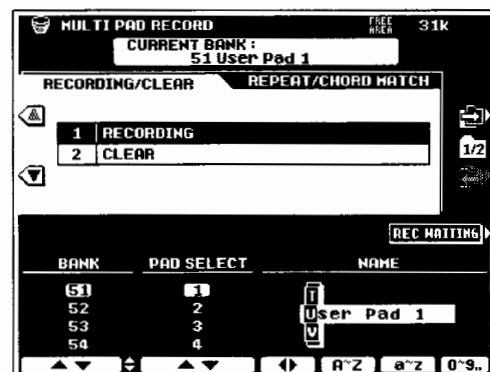 MULTI PAD RECORD
FREE AREA 31k
CURRENT BANK :
51 User Pad 1
RECORDING/CLEAR
REPEAT/CHORD MATCH
1 RECORDING
2 CLEAR
1/2
REC WAITING
BANK PAD SELECT NAME
51 1 T
52 2 User Pad 1
53 3 V
54 4
A~Z a~z 0~9..